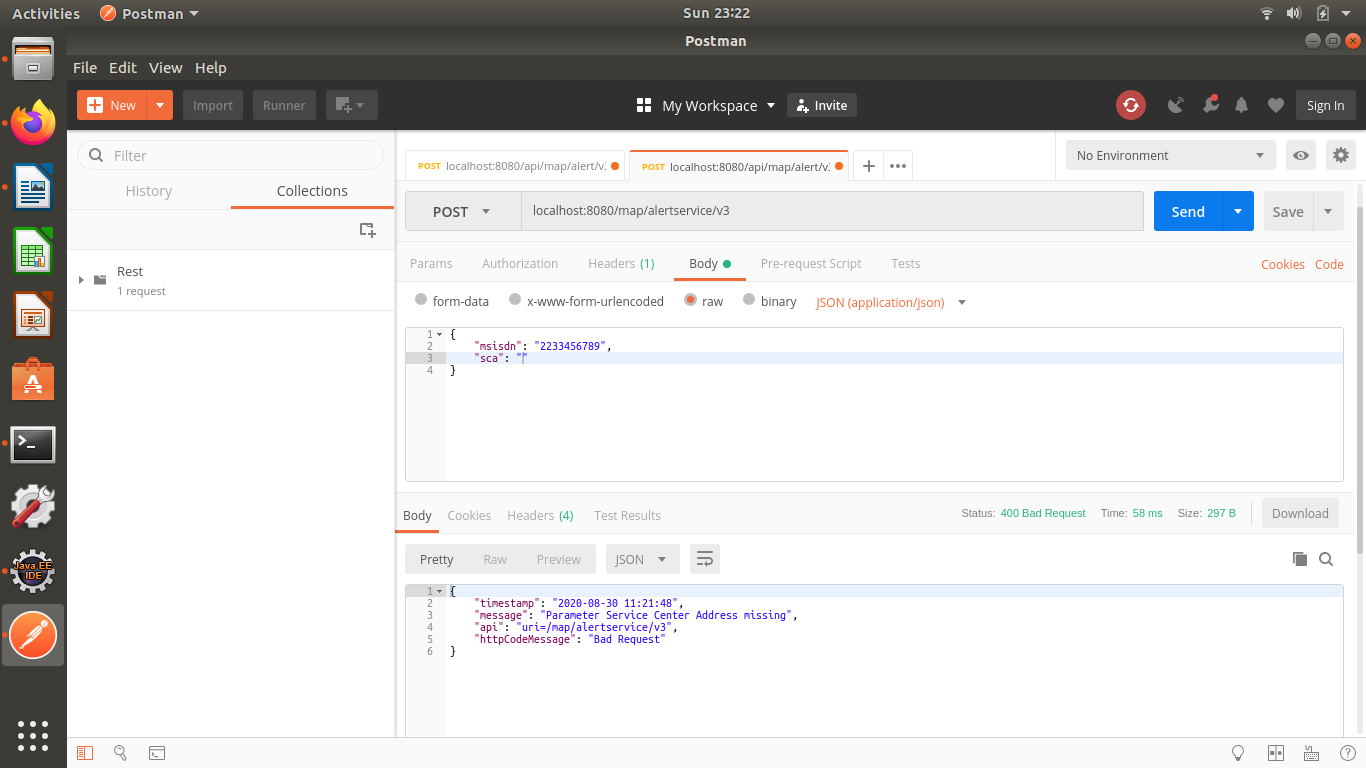 Activities Postman Sun 23:22
Postman
File Edit View Help
New Import Runner My Workspace Invite Sign In
Filter
History Collections
Rest
1 request
POST localhost:8080/api/map/alert/v POST localhost:8080/api/map/alert/v No Environment
POST localhost:8080/map/alertservice/v3 Send Save
Params Authorization Headers (1) Body Pre-request Script Tests Cookies Code
form-data x-www-form-urlencoded raw binary JSON (application/json)
1 {
2 "msisdn": "2233456789",
3 "sca": ""
4 }
Body Cookies Headers (4) Test Results Status: 400 Bad Request Time: 58 ms Size: 297 B Download
Pretty Raw Preview JSON
1 {
2 "timestamp": "2020-08-30 11:21:48",
3 "message": "Parameter Service Center Address missing",
4 "api": "uri=/map/alertservice/v3",
5 "httpCodeMessage": "Bad Request"
6 }
Java EE
IDE